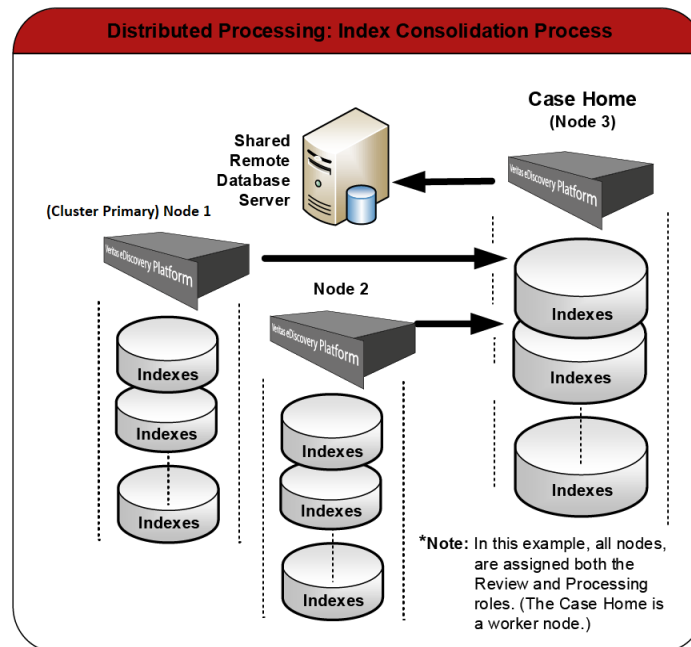 Distributed Processing: Index Consolidation Process
Case Home
(Node 3)
Shared
Remote
Database
Server
Veritas eDiscovery Platform
(Cluster Primary) Node 1
Veritas eDiscovery Platform
Node 2
Veritas eDiscovery Platform
Indexes
Indexes
Indexes
Indexes
Indexes
Indexes
Indexes
Indexes
Indexes
*Note: In this example, all nodes,
are assigned both the
Review and Processing
roles. (The Case Home is
a worker node.)